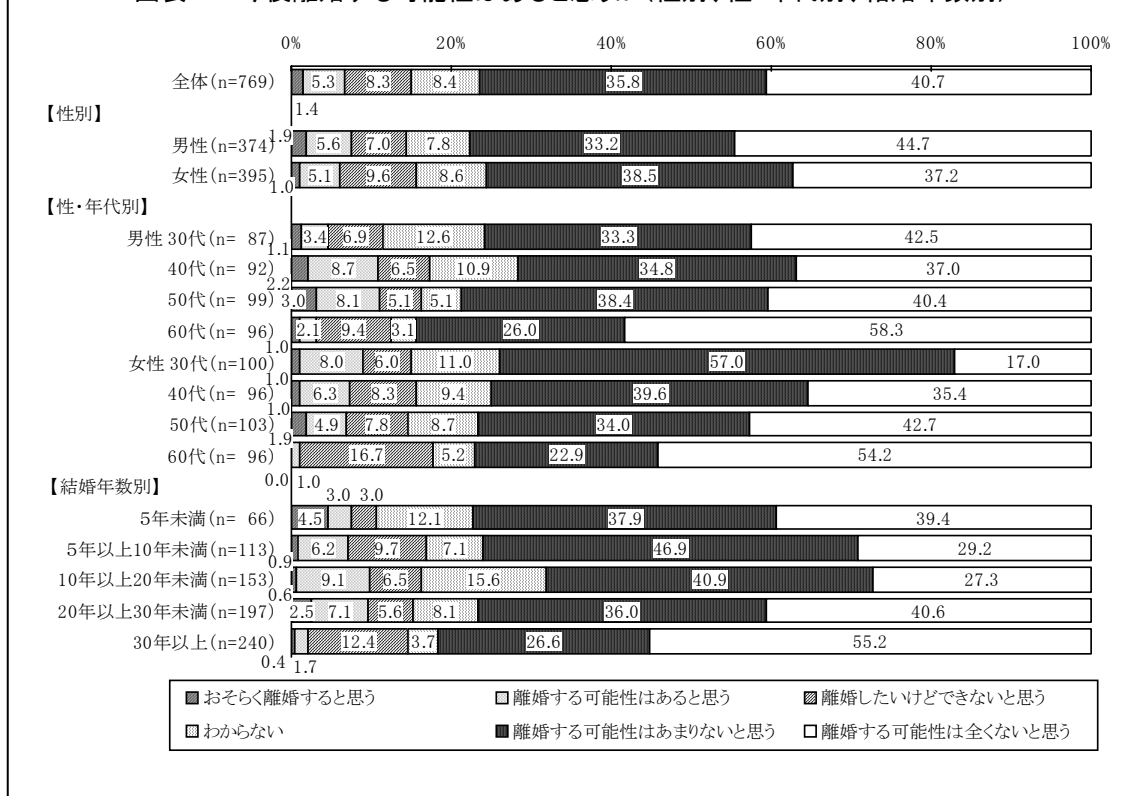 0% 20% 40% 60% 80% 100%
全体(n=769) 5.3 8.3 8.4 35.8 40.7
1.4
【性別】
男性(n=374) 1.9 5.6 7.0 7.8 33.2 44.7
女性(n=395) 1.0 5.1 9.6 8.6 38.5 37.2
【性・年代別】
男性 30代(n= 87) 1.1 3.4 6.9 12.6 33.3 42.5
40代(n= 92) 2.2 8.7 6.5 10.9 34.8 37.0
50代(n= 99) 3.0 8.1 5.1 5.1 38.4 40.4
60代(n= 96) 1.0 2.1 9.4 3.1 26.0 58.3
女性 30代(n=100) 1.0 8.0 6.0 11.0 57.0 17.0
40代(n= 96) 1.0 6.3 8.3 9.4 39.6 35.4
50代(n=103) 1.9 4.9 7.8 8.7 34.0 42.7
60代(n= 96) 16.7 5.2 22.9 54.2
0.0 1.0
【結婚年数別】
3.0 3.0
5年未満(n= 66) 4.5 12.1 37.9 39.4
5年以上10年未満(n=113) 0.9 6.2 9.7 7.1 46.9 29.2
10年以上20年未満(n=153) 0.6 9.1 6.5 15.6 40.9 27.3
20年以上30年未満(n=197) 2.5 7.1 5.6 8.1 36.0 40.6
30年以上(n=240) 12.4 3.7 26.6 55.2
0.4 1.7
おそらく離婚すると思う 離婚する可能性はあると思う 離婚したいけどできないと思う
わからない 離婚する可能性はあまりないと思う 離婚する可能性は全くないと思う